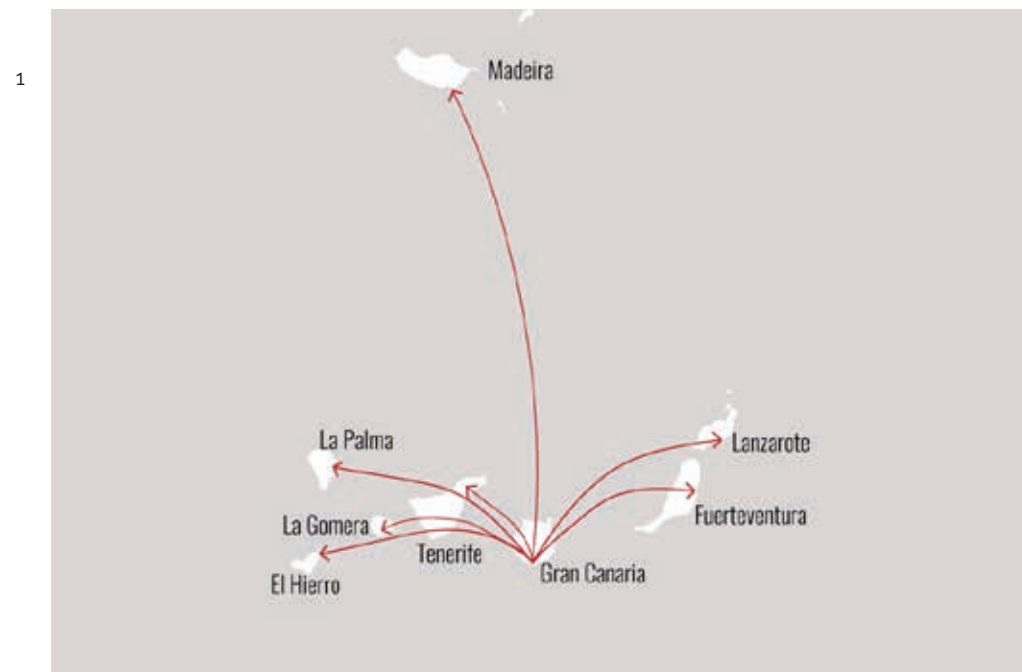 1
Madeira
La Palma
Lanzarote
Fuerteventura
La Gomera
Tenerife
Gran Canaria
El Hierro